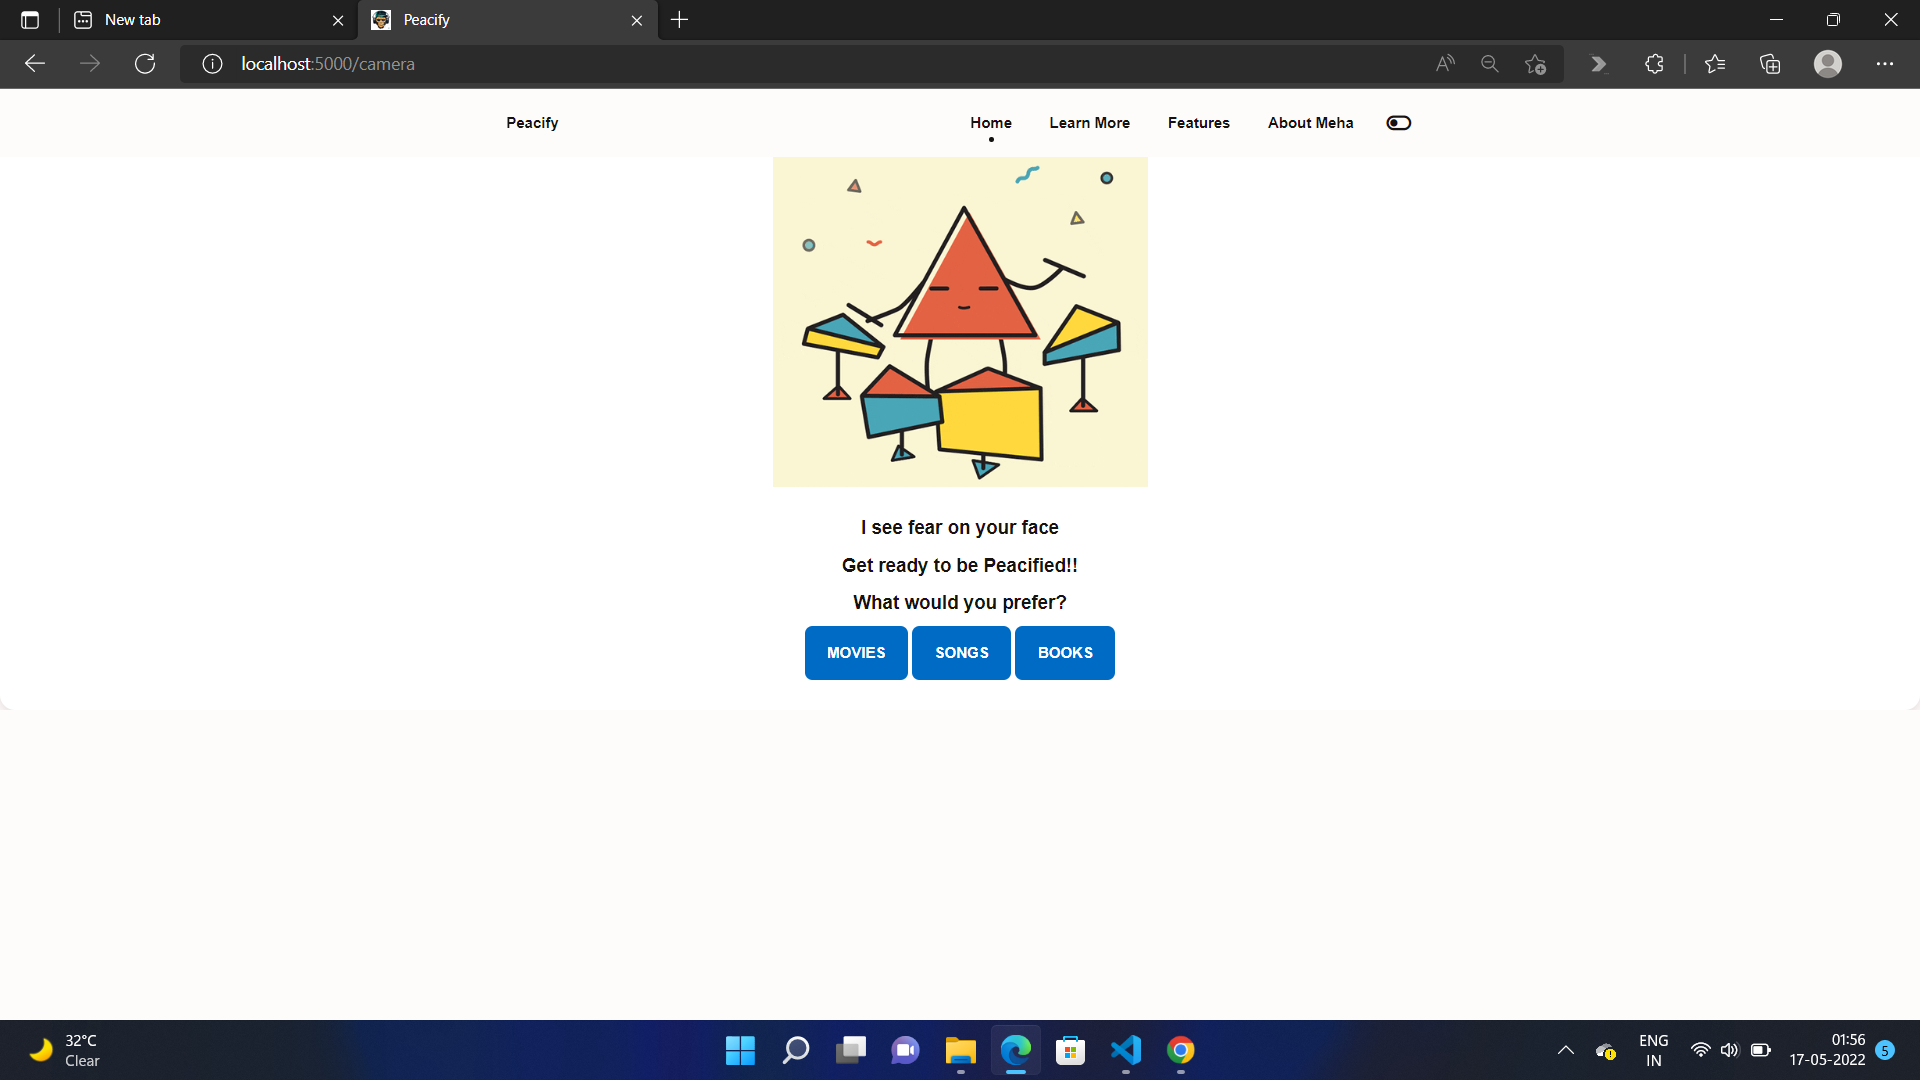 New tab
Peacify
localhost:5000/camera
Peacify
Home
Learn More
Features
About Meha
I see fear on your face
Get ready to be Peacified!!
What would you prefer?
MOVIES
SONGS
BOOKS
32°C
Clear
ENG
IN
01:56
17-05-2022
5